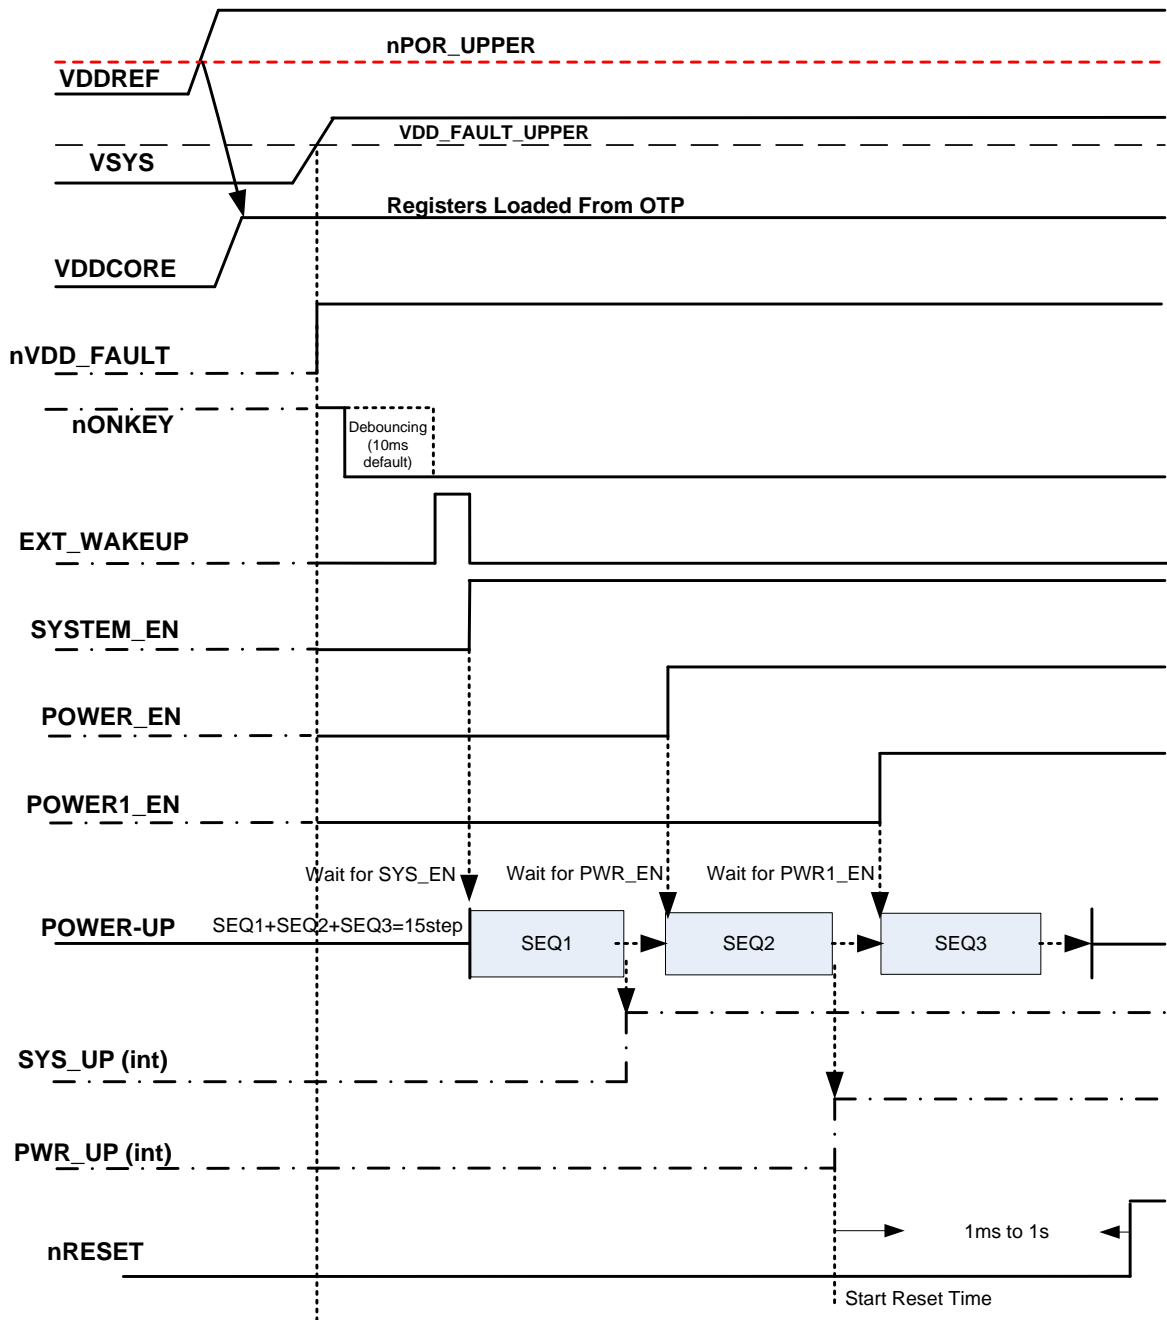 nPOR_UPPER
VDDREF
VDD_FAULT_UPPER
VSYS
Registers Loaded From OTP
VDDCORE
nVDD_FAULT
nONKEY
Debouncing
(10ms
default)
EXT_WAKEUP
SYSTEM_EN
POWER_EN
POWER1_EN
Wait for SYS_EN
Wait for PWR_EN
Wait for PWR1_EN
POWER-UP
SEQ1+SEQ2+SEQ3=15step
SEQ1
SEQ2
SEQ3
SYS_UP (int)
PWR_UP (int)
1ms to 1s
nRESET
Start Reset Time